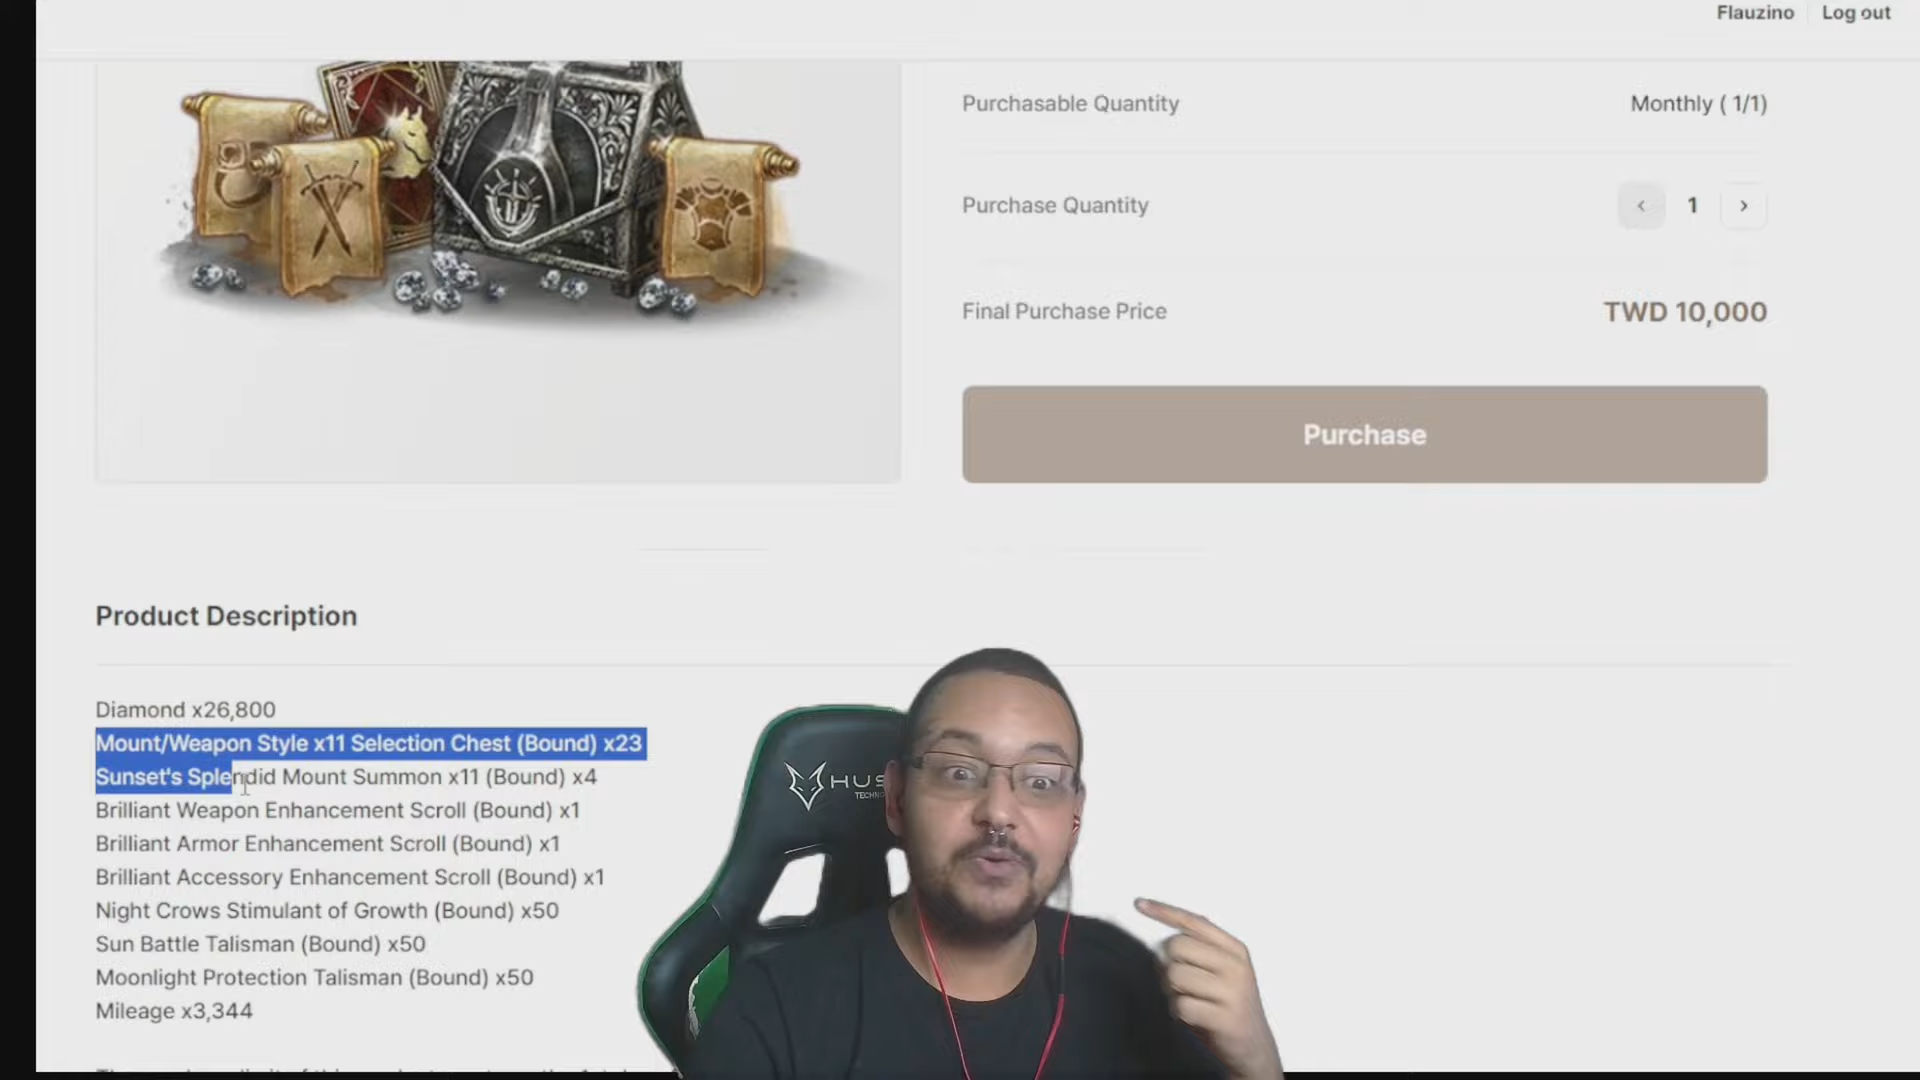 Flauzino
Log out
Purchasable Quantity
Monthly ( 1/1)
Purchase Quantity
< 1 >
Final Purchase Price
TWD 10,000
Purchase
Product Description
Diamond x26,800
Mount/Weapon Style x11 Selection Chest (Bound) x23
Sunset's Splendid Mount Summon x11 (Bound) x4
Brilliant Weapon Enhancement Scroll (Bound) x1
Brilliant Armor Enhancement Scroll (Bound) x1
Brilliant Accessory Enhancement Scroll (Bound) x1
Night Crows Stimulant of Growth (Bound) x50
Sun Battle Talisman (Bound) x50
Moonlight Protection Talisman (Bound) x50
Mileage x3,344